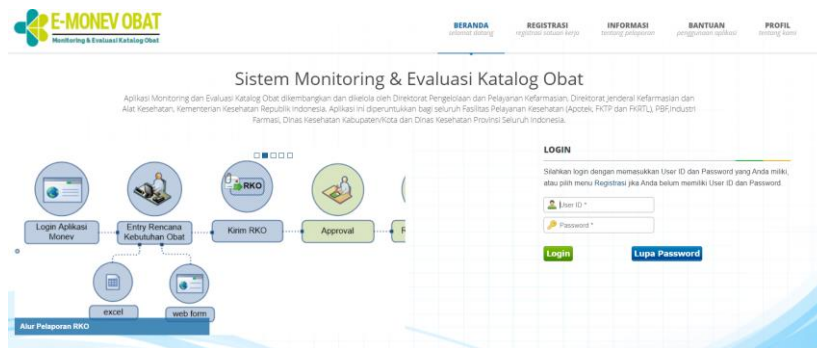 E-MONEV OBAT
Monitoring & Evaluasi Katalog Obat
BERANDA
selamat datang
REGISTRASI
registrasi satuan kerja
INFORMASI
tentang pelaporan
BANTUAN
penggunaan aplikasi
PROFIL
tentang kami
Sistem Monitoring & Evaluasi Katalog Obat
Aplikasi Monitoring dan Evaluasi Katalog Obat dikembangkan dan dikelola oleh Direktorat Pengelolaan dan Pelayanan Kefarmasian, Direktorat Jenderal Kefarmasian dan
Alat Kesehatan, Kementerian Kesehatan Republik Indonesia. Aplikasi ini diperuntukkan bagi seluruh Fasilitas Pelayanan Kesehatan (Apotek, FKTP dan FKRTL), PBF,Industri
Farmasi, Dinas Kesehatan Kabupaten/Kota dan Dinas Kesehatan Provinsi Seluruh Indonesia.
RKO
Login Aplikasi
Monev
Entry Rencana
Kebutuhan Obat
Kirim RKO
Approval
R
excel
web form
Alur Pelaporan RKO
LOGIN
Silahkan login dengan memasukkan User ID dan Password yang Anda miliki,
atau pilih menu Registrasi jika Anda belum memiliki User ID dan Password
User ID *
Password *
Login
Lupa Password